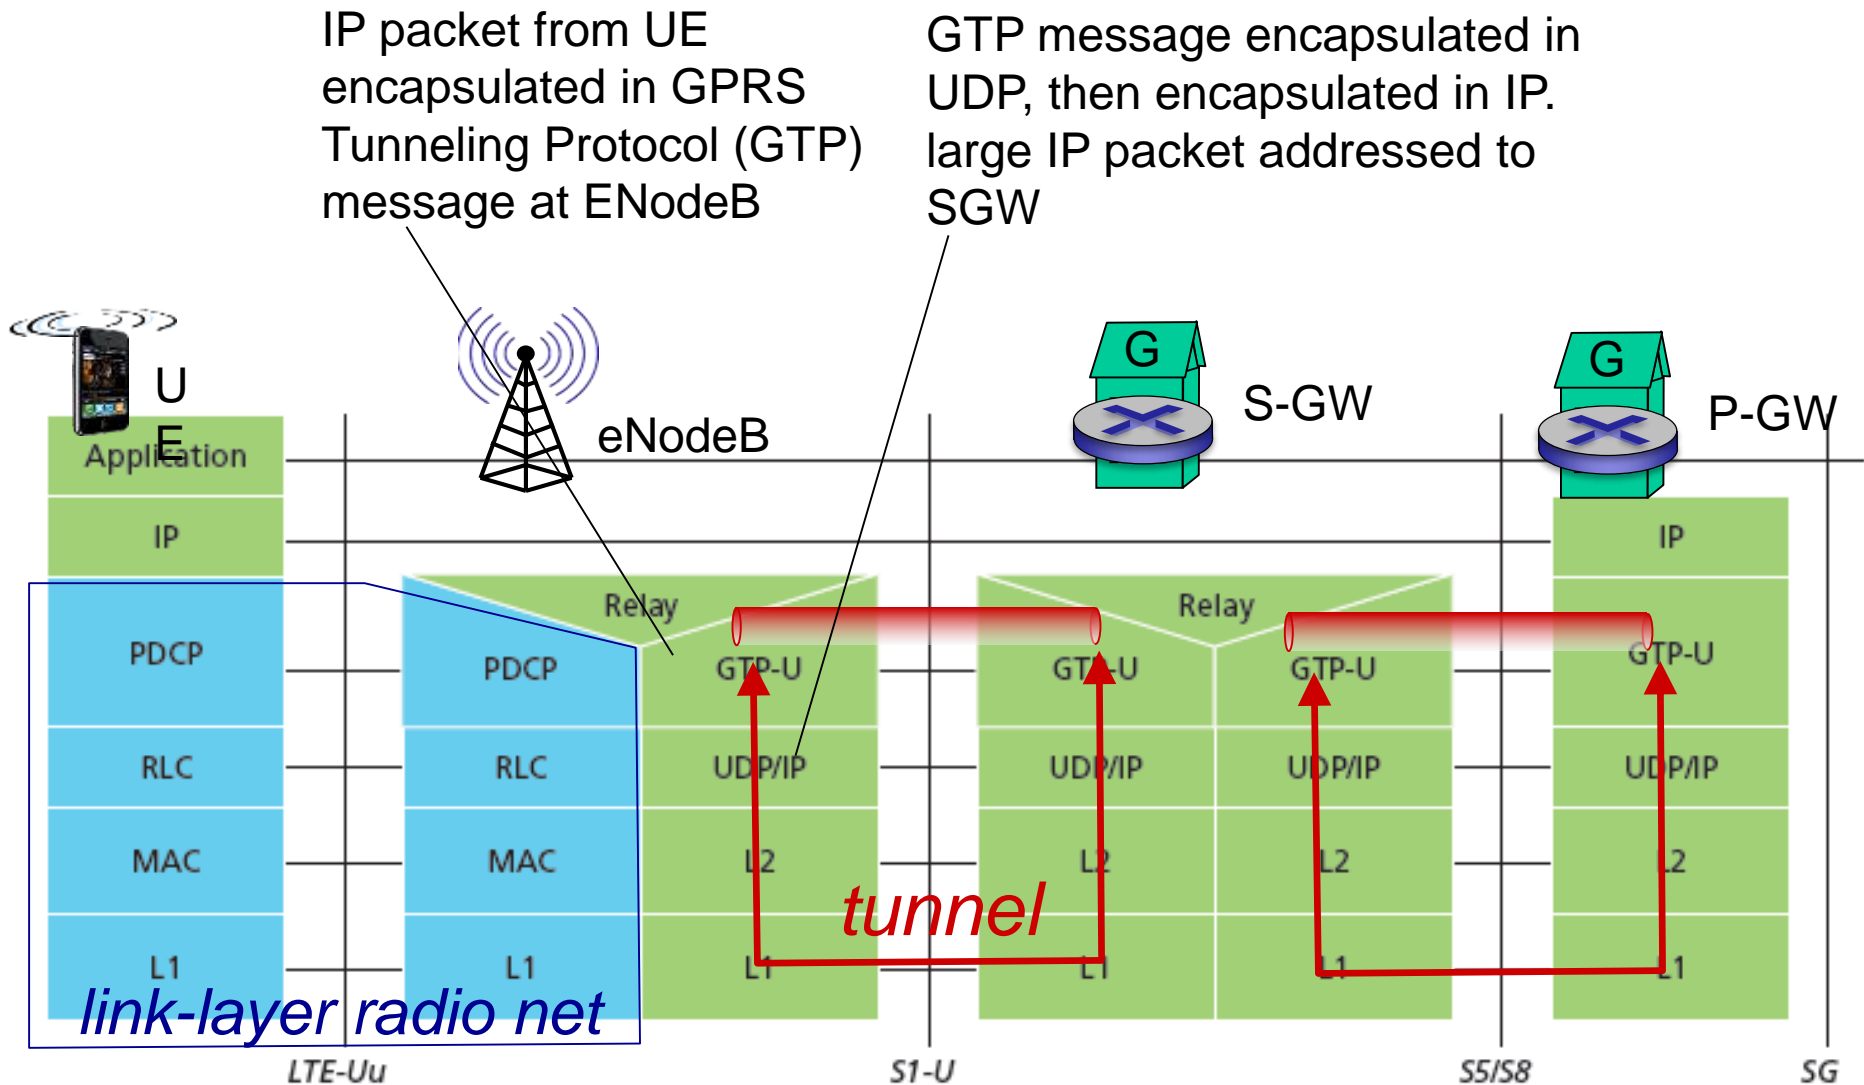 IP packet from UE
encapsulated in GPRS
Tunneling Protocol (GTP)
message at ENodeB
GTP message encapsulated in
UDP, then encapsulated in IP.
large IP packet addressed to
SGW
U
E
eNodeB
G
S-GW
G
P-GW
Application
IP
IP
Relay
Relay
PDCP
PDCP
GTP-U
GTP-U
GTP-U
GTP-U
RLC
RLC
UDP/IP
UDP/IP
UDP/IP
UDP/IP
MAC
MAC
L2
L2
L2
L2
tunnel
L1
L1
L1
L1
L1
L1
link-layer radio net
LTE-Uu
S1-U
S5/S8
SG